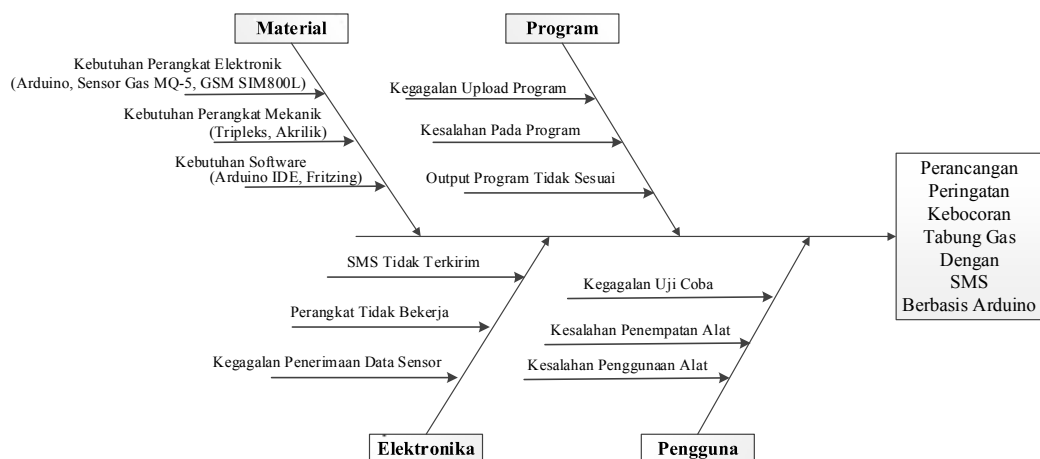 Material
Program
Kebutuhan Perangkat Elektronik
(Arduino, Sensor Gas MQ-5, GSM SIM800L)
Kebutuhan Perangkat Mekanik
(Tripleks, Akrilik)
Kebutuhan Software
(Arduino IDE, Fritzing)
Kegagalan Upload Program
Kesalahan Pada Program
Output Program Tidak Sesuai
Perancangan
Peringatan
Kebocoran
Tabung Gas
Dengan
SMS
Berbasis Arduino
SMS Tidak Terkirim
Perangkat Tidak Bekerja
Kegagalan Penerimaan Data Sensor
Kegagalan Uji Coba
Kesalahan Penempatan Alat
Kesalahan Penggunaan Alat
Elektronika
Pengguna